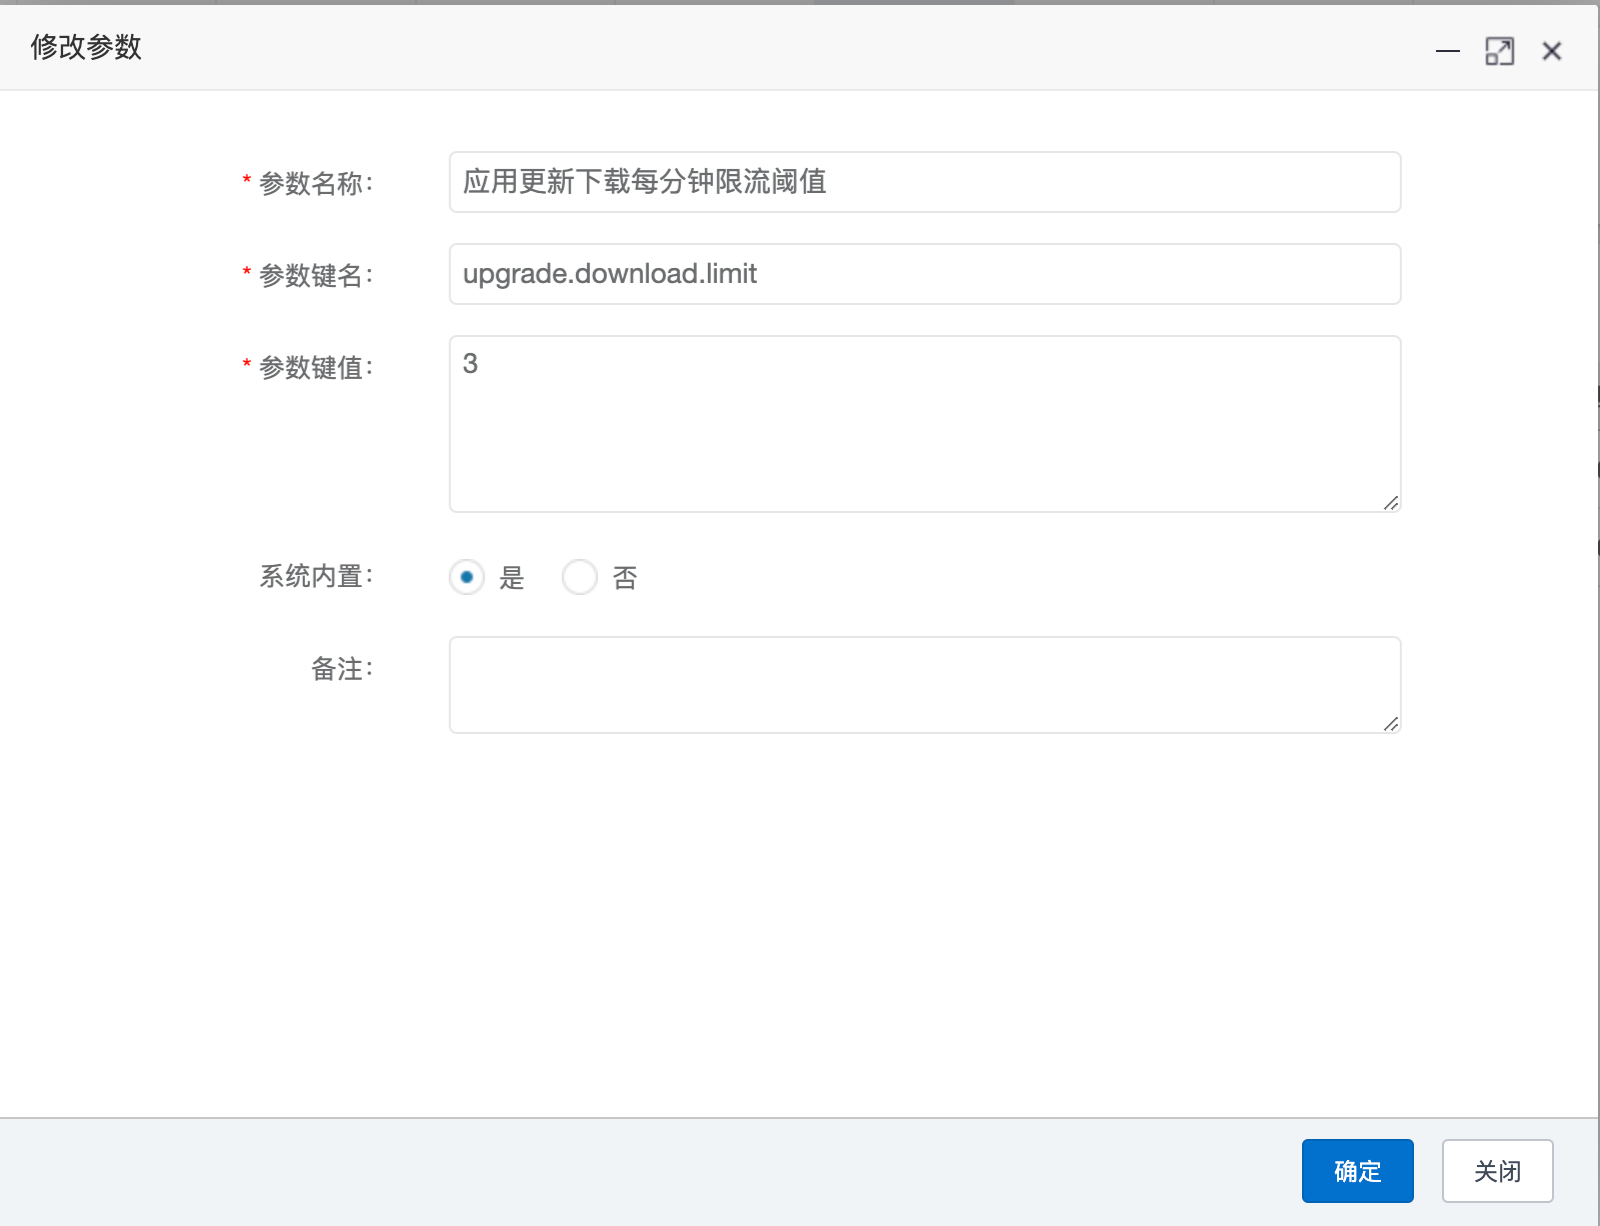 修改参数
* 参数名称： 应用更新下载每分钟限流阈值
* 参数键名： upgrade.download.limit
* 参数键值： 3
系统内置： 是 否
备注：
确定 关闭